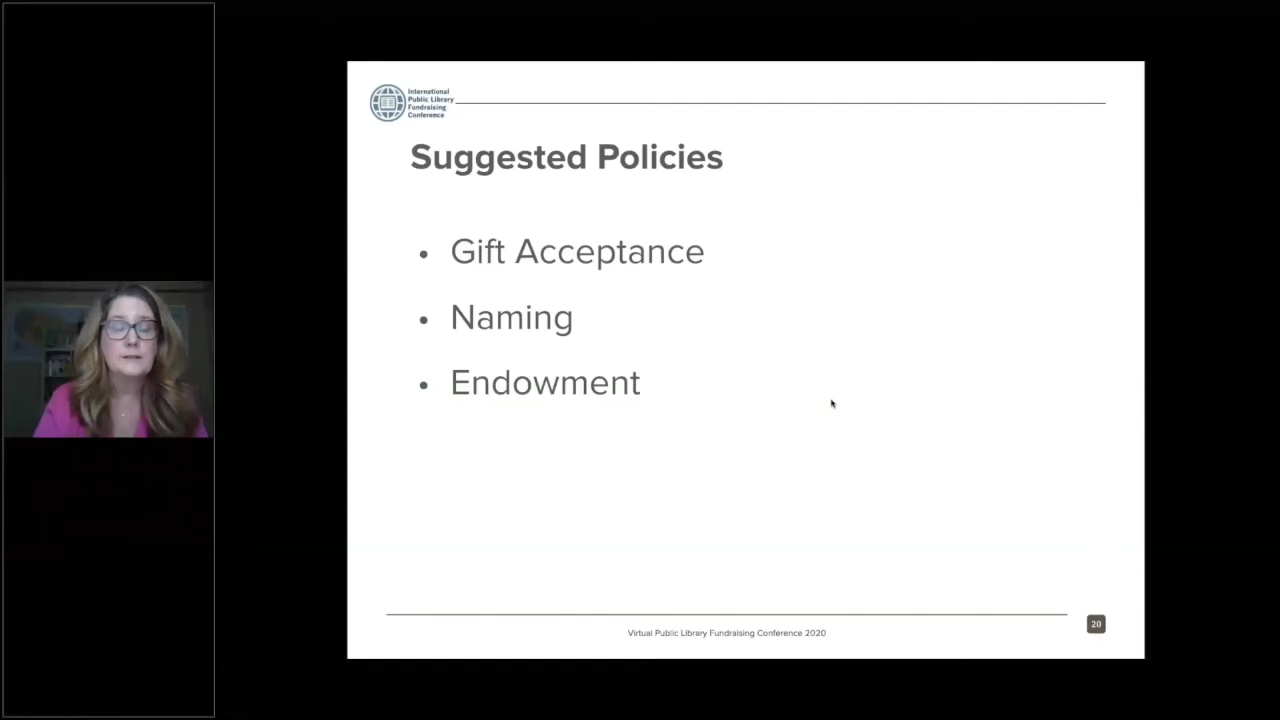 International
Public Library
Fundraising
Conference
Suggested Policies
• Gift Acceptance
• Naming
• Endowment
Virtual Public Library Fundraising Conference 2020
20